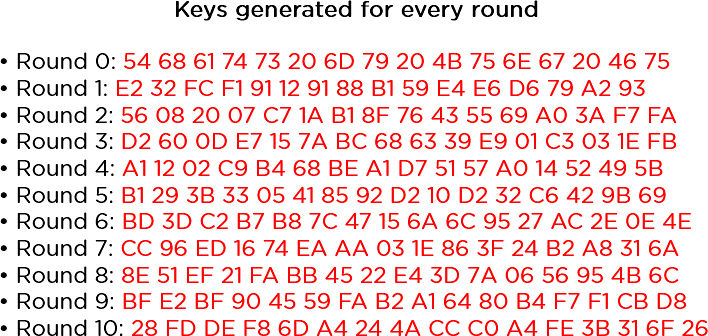 Keys generated for every round
• Round 0: 54 68 61 74 73 20 6D 79 20 4B 75 6E 67 20 46 75
• Round 1: E2 32 FC F1 91 12 91 88 B1 59 E4 E6 D6 79 A2 93
• Round 2: 56 08 20 07 C7 1A B1 8F 76 43 55 69 A0 3A F7 FA
• Round 3: D2 60 0D E7 15 7A BC 68 63 39 E9 01 C3 03 1E FB
• Round 4: A1 12 02 C9 B4 68 BE A1 D7 51 57 A0 14 52 49 5B
• Round 5: B1 29 3B 33 05 41 85 92 D2 10 D2 32 C6 42 9B 69
• Round 6: BD 3D C2 B7 B8 7C 47 15 6A 6C 95 27 AC 2E 0E 4E
• Round 7: CC 96 ED 16 74 EA AA 03 1E 86 3F 24 B2 A8 31 6A
• Round 8: 8E 51 EF 21 FA BB 45 22 E4 3D 7A 06 56 95 4B 6C
• Round 9: BF E2 BF 90 45 59 FA B2 A1 64 80 B4 F7 F1 CB D8
• Round 10: 28 FD DE F8 6D A4 24 4A CC C0 A4 FE 3B 31 6F 26